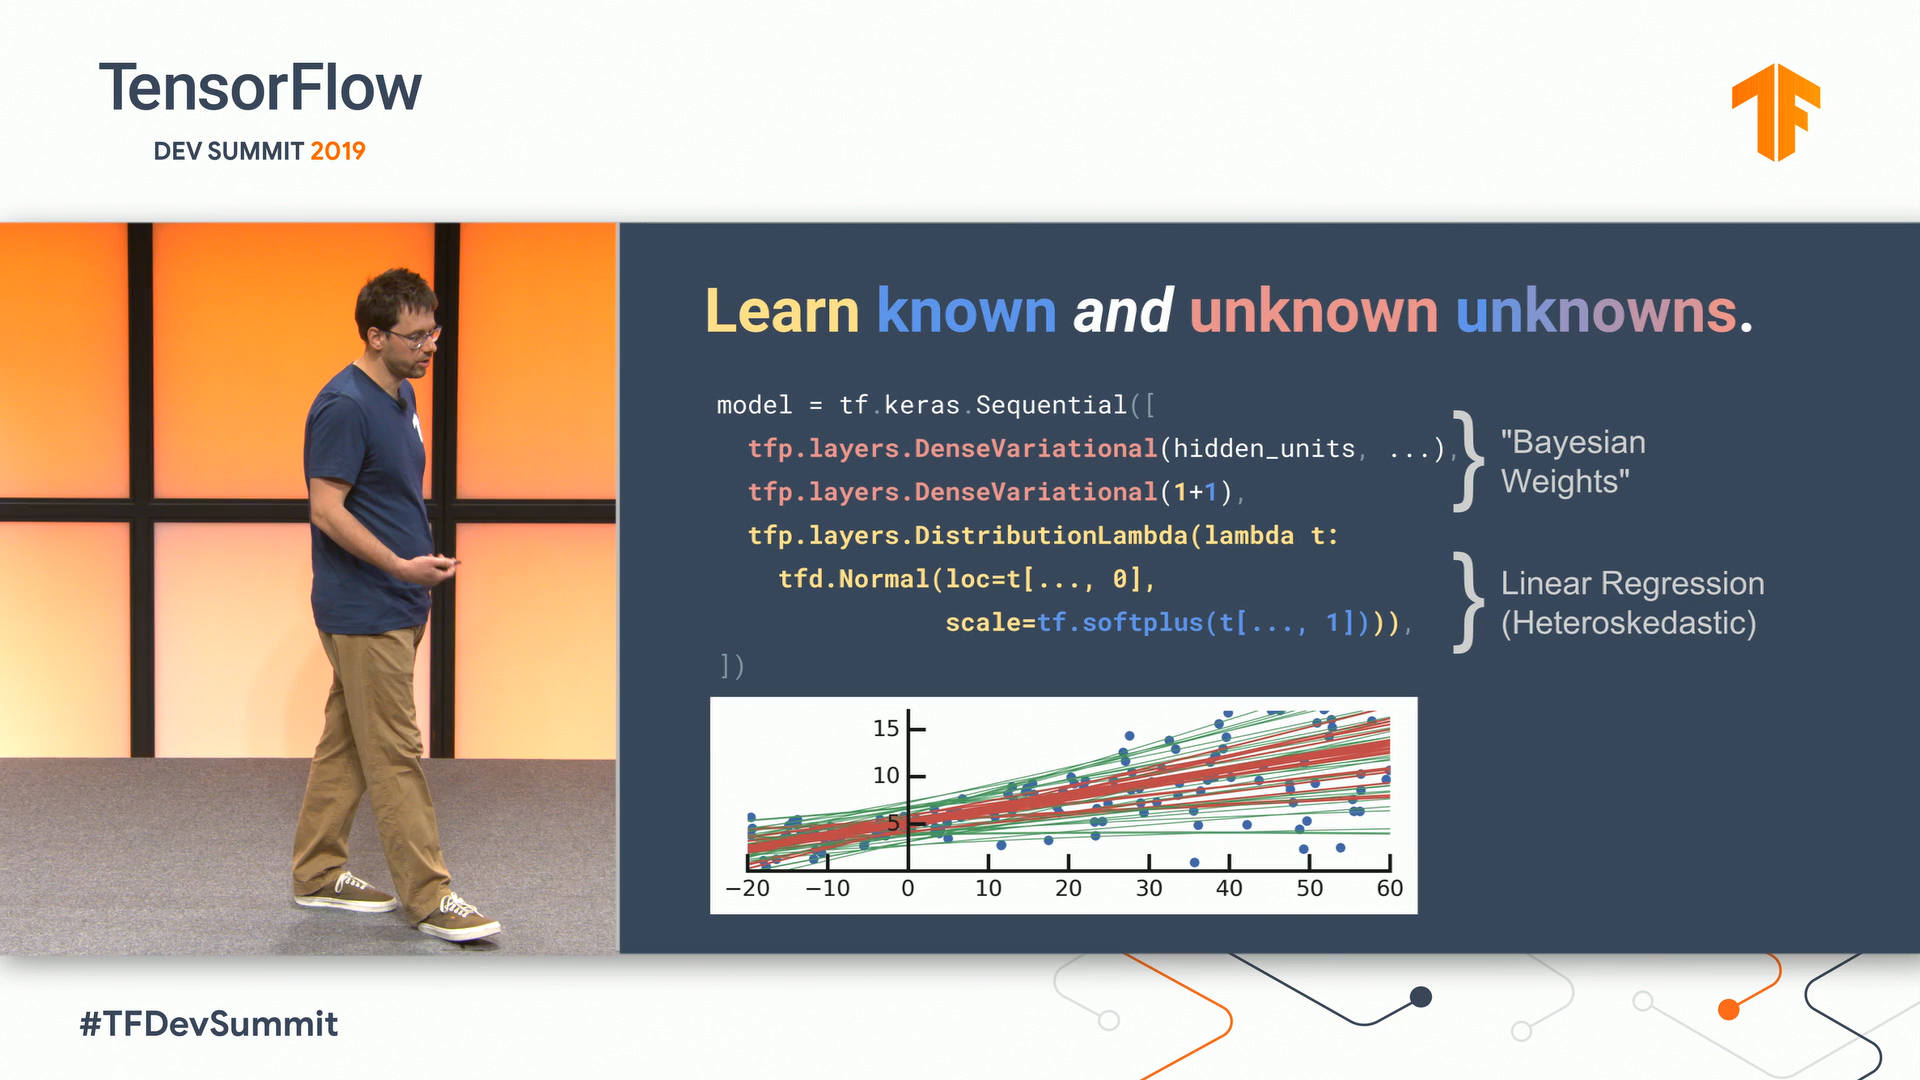 TensorFlow
DEV SUMMIT 2019
Learn known and unknown unknowns.
model = tf.keras.Sequential([
tfp.layers.DenseVariational(hidden_units, ...),
tfp.layers.DenseVariational(1+1),
tfp.layers.DistributionLambda(lambda t:
tfd.Normal(loc=t[..., 0],
scale=tf.softplus(t[..., 1]))),
])
"Bayesian
Weights"
Linear Regression
(Heteroskedastic)
15
10
5
−20 −10 0 10 20 30 40 50 60
#TFDevSummit